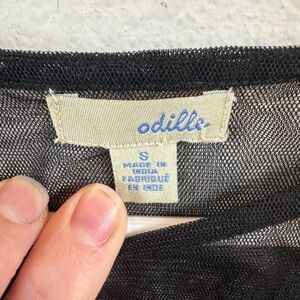 odille
S
MADE IN
INDIA
FABRIQUÉ
EN INDE